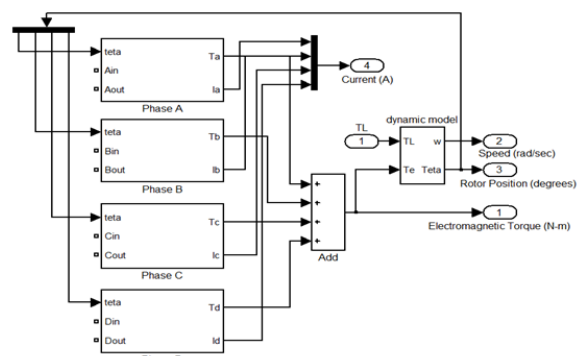 teta
Ain
Aout
Ta
Ia
Phase A
teta
Bin
Bout
Tb
Ib
Phase B
teta
Cin
Cout
Tc
Ic
Phase C
teta
Din
Dout
Td
Id
4
Current (A)
TL
1
dynamic model
TL
Te
w
Teta
2
Speed (rad/sec)
3
Rotor Position (degrees)
1
Electromagnetic Torque (N-m)
+
+
+
+
Add